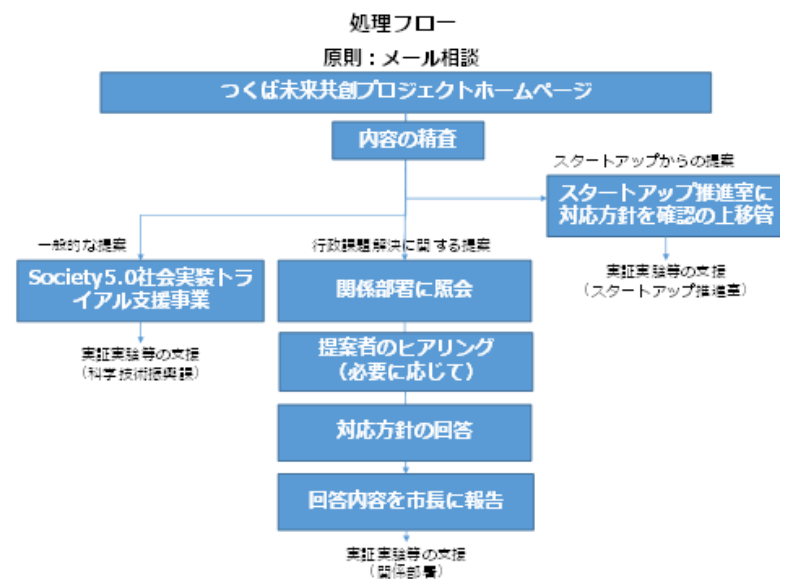 処理フロー
原則：メール相談
つくば未来共創プロジェクトホームページ
内容の精査
スタートアップからの提案
スタートアップ推進室に
対応方針を確認の上移管
実証実験等の支援
（スタートアップ推進室）
一般的な提案
Society5.0社会実装トラ
イアル支援事業
実証実験等の支援
（科学技術振興課）
行政課題解決に関する提案
関係部署に照会
提案者のヒアリング
（必要に応じて）
対応方針の回答
回答内容を市長に報告
実証実験等の支援
（関係部署）